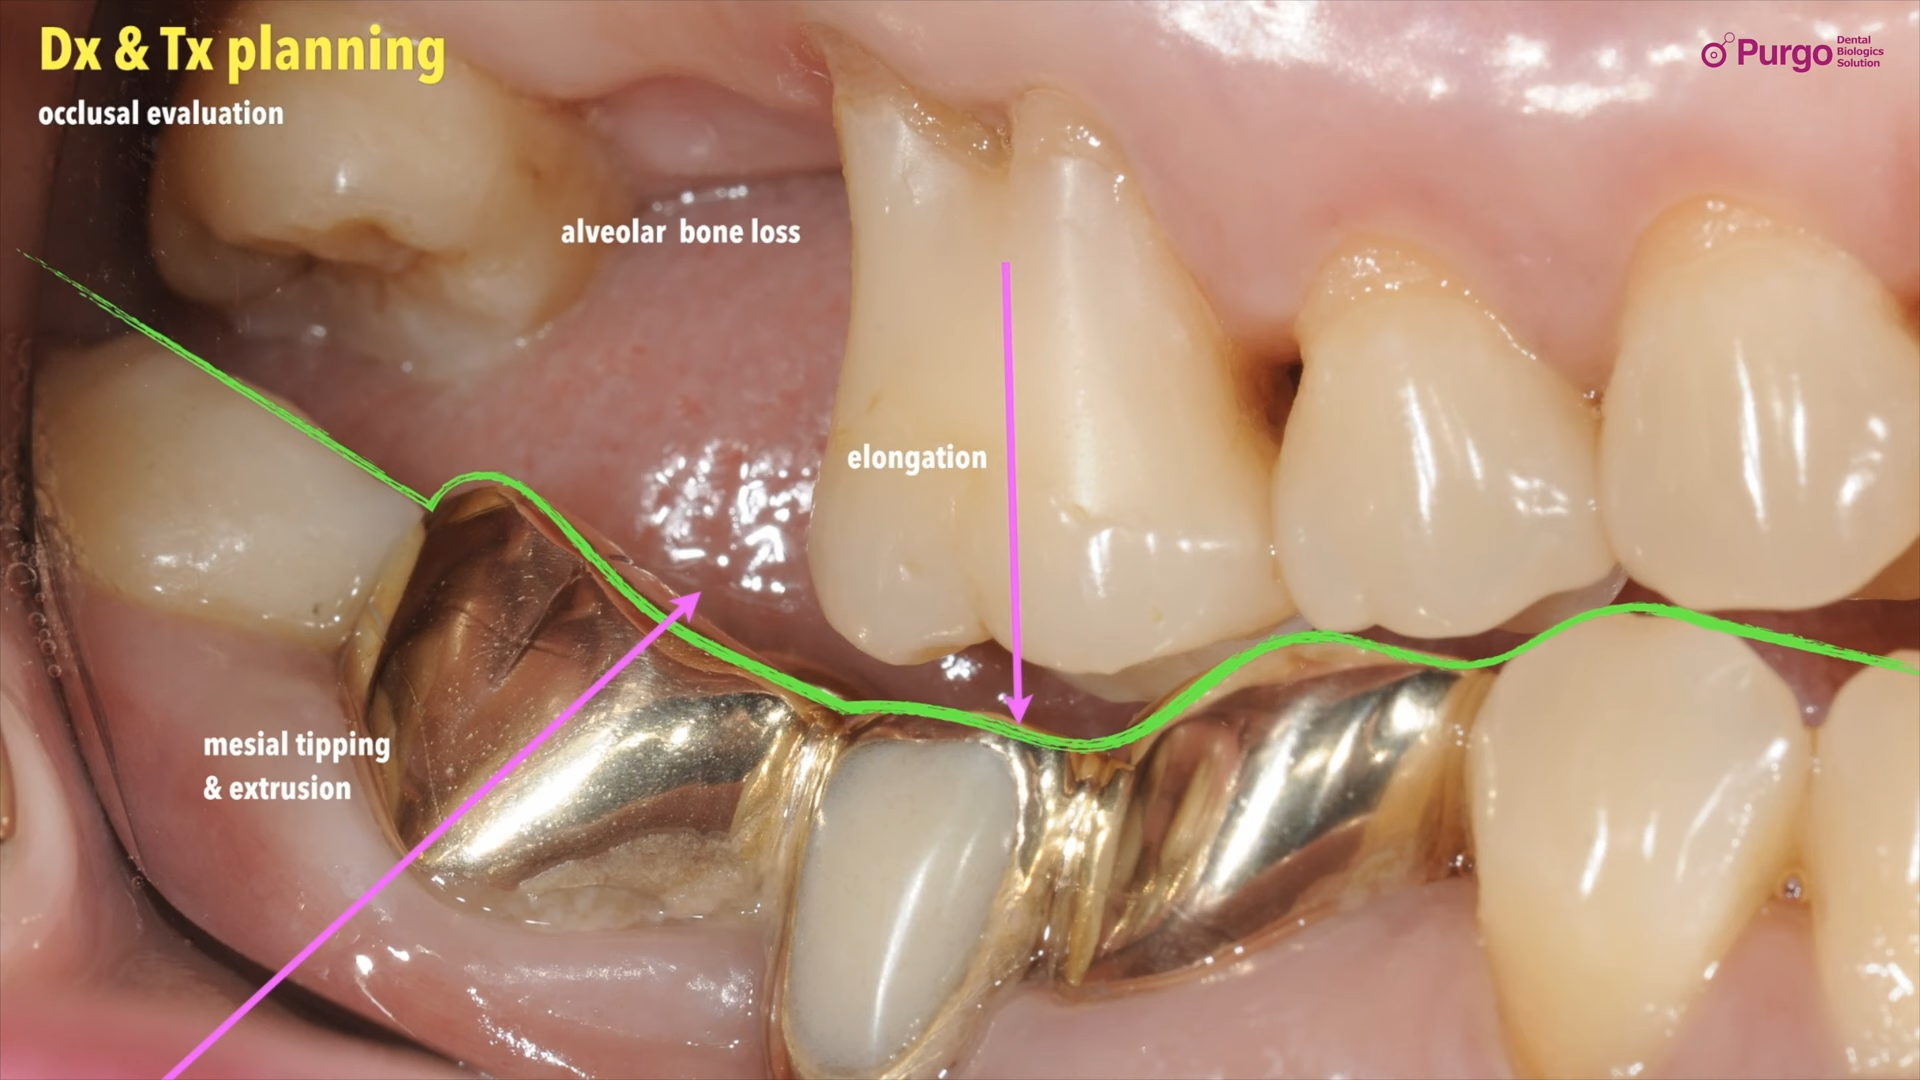 Dx & Tx planning
occlusal evaluation
Purgo
Dental
Biologics
Solution
alveolar bone loss
elongation
mesial tipping
& extrusion